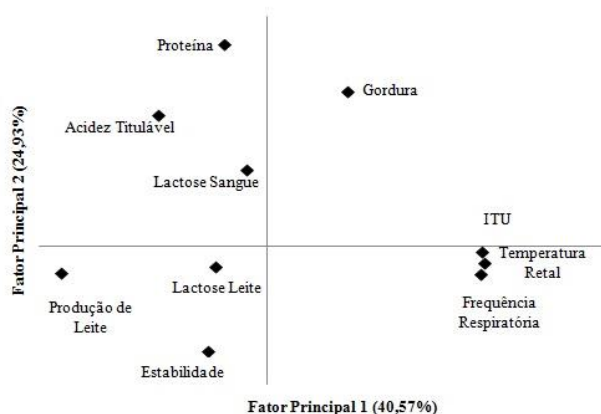 Proteína
Gordura
Acidez Titulável
Lactose Sangue
ITU
Temperatura
Retal
Lactose Leite
Produção de
Leite
Frequência
Respiratória
Estabilidade
Fator Principal 2 (24,93%)
Fator Principal 1 (40,57%)